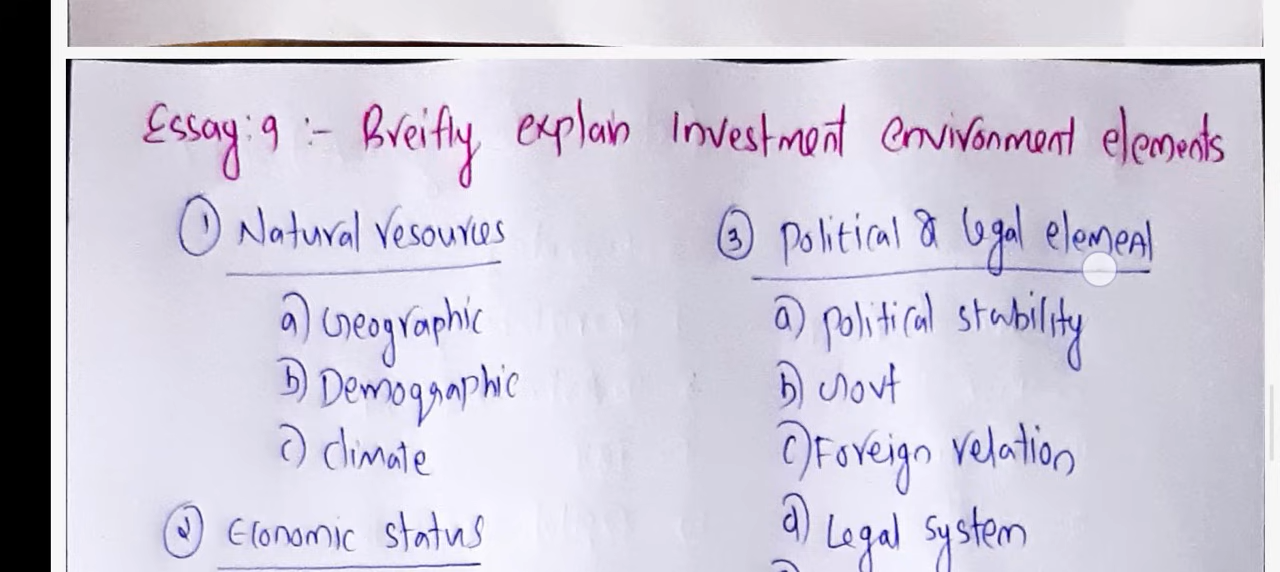 Essay:9 :- Breifly explain investment environment elements
① Natural resources
a) Geographic
b) Demographic
c) climate
② Economic status
③ political & legal element
a) political stability
b) Govt
c) Foreign relation
d) Legal system